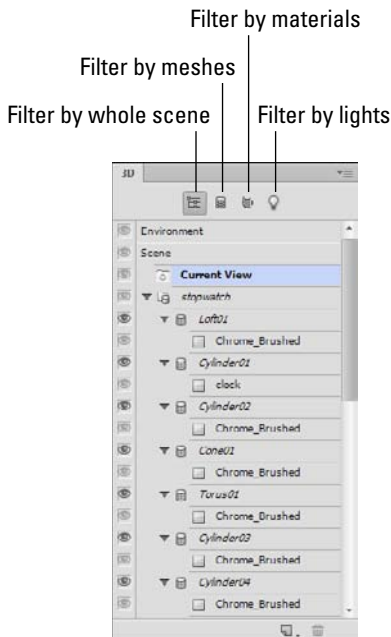 Filter by materials
Filter by meshes
Filter by whole scene
Filter by lights
3D
Environment
Scene
Current View
stopwatch
Loft01
Chrome_Brushed
Cylinder01
clock
Cylinder02
Chrome_Brushed
Cone01
Chrome_Brushed
Torus01
Chrome_Brushed
Cylinder03
Chrome_Brushed
Cylinder04
Chrome_Brushed